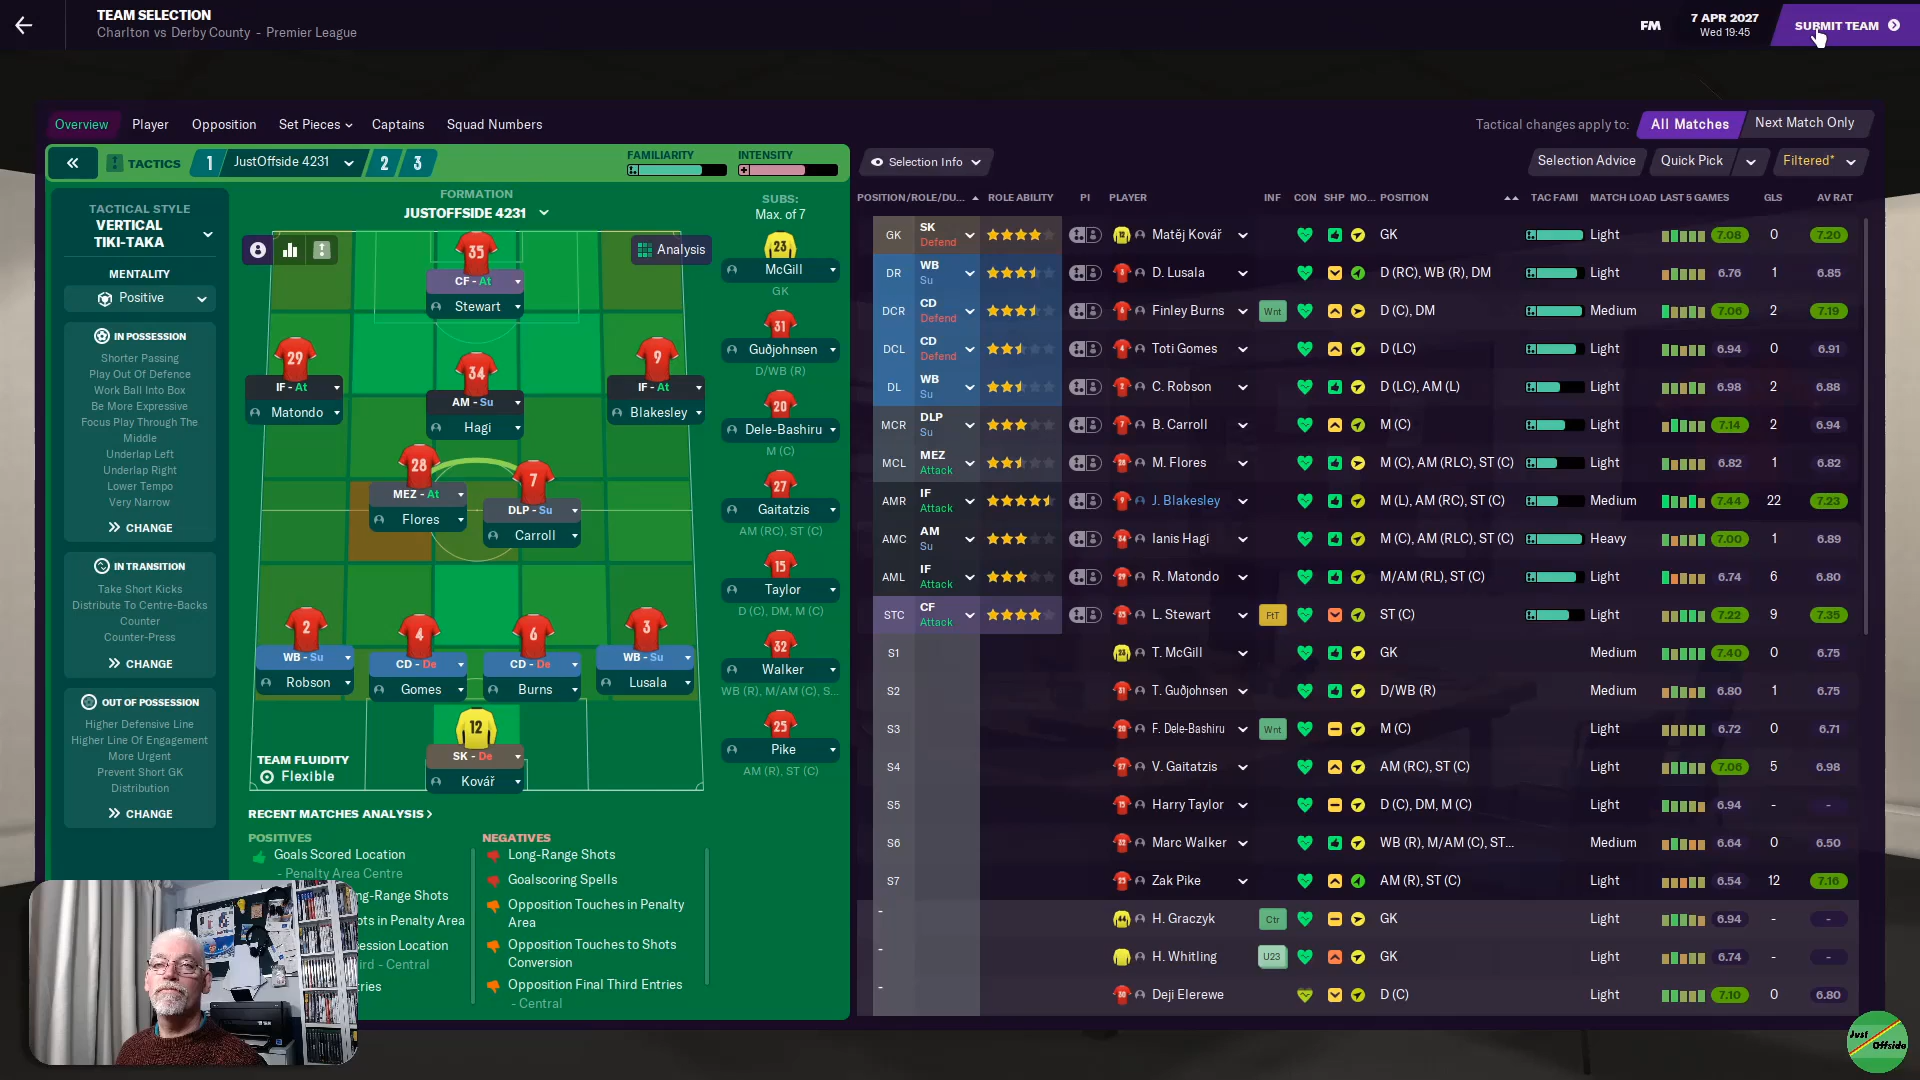 TEAM SELECTION
Charlton vs Derby County - Premier League
FM
7 APR 2027
Wed 19:45
SUBMIT TEAM
Overview
Player
Opposition
Set Pieces
Captains
Squad Numbers
Tactical changes apply to:
All Matches
Next Match Only
TACTICS
1
JustOffside 4231
2
3
FAMILIARITY
INTENSITY
Selection Info
Selection Advice
Quick Pick
Filtered*
TACTICAL STYLE
VERTICAL
TIKI-TAKA
MENTALITY
Positive
IN POSSESSION
Shorter Passing
Play Out Of Defence
Work Ball Into Box
Be More Expressive
Focus Play Through The
Middle
Underlap Left
Underlap Right
Lower Tempo
Very Narrow
CHANGE
IN TRANSITION
Take Short Kicks
Distribute To Centre-Backs
Counter
Counter-Press
CHANGE
OUT OF POSSESSION
Higher Defensive Line
Higher Line Of Engagement
More Urgent
Prevent Short GK
Distribution
CHANGE
FORMATION
JUSTOFFSIDE 4231
Analysis
35
CF - At
Stewart
29
IF - At
Matondo
34
AM - Su
Hagi
9
IF - At
Blakesley
28
MEZ - At
Flores
7
DLP - Su
Carroll
2
WB - Su
Robson
4
CD - De
Gomes
6
CD - De
Burns
3
WB - Su
Lusala
12
SK - De
Kovář
TEAM FLUIDITY
Flexible
SUBS:
Max. of 7
23
McGill
GK
31
Guðjohnsen
D/WB (R)
20
Dele-Bashiru
M (C)
27
Gaitatzis
AM (RC), ST (C)
15
Taylor
D (C), DM, M (C)
32
Walker
WB (R), M/AM (C), S...
25
Pike
AM (R), ST (C)
RECENT MATCHES ANALYSIS
POSITIVES
Goals Scored Location
- Penalty Area Centre
ng-Range Shots
ots in Penalty Area
ession Location
ird - Central
ries
NEGATIVES
Long-Range Shots
Goalscoring Spells
Opposition Touches in Penalty
Area
Opposition Touches to Shots
Conversion
Opposition Final Third Entries
- Central
POSITION/ROLE/DU... ROLE ABILITY PI PLAYER INF CON SHP MO... POSITION TAC FAMI MATCH LOAD LAST 5 GAMES GLS AV RAT
GK SK Defend Matěj Kovář GK Light 7.08 0 7.20
DR WB Su D. Lusala D (RC), WB (R), DM Light 6.76 1 6.85
DCR CD Defend Finley Burns Wnt D (C), DM Medium 7.06 2 7.19
DCL CD Defend Toti Gomes D (LC) Light 6.94 0 6.91
DL WB Su C. Robson D (LC), AM (L) Light 6.98 2 6.88
MCR DLP Su B. Carroll M (C) Light 7.14 2 6.94
MCL MEZ Attack M. Flores M (C), AM (RLC), ST (C) Light 6.82 1 6.82
AMR IF Attack J. Blakesley M (L), AM (RC), ST (C) Medium 7.44 22 7.23
AMC AM Su Ianis Hagi M (C), AM (RLC), ST (C) Heavy 7.00 1 6.89
AML IF Attack R. Matondo M/AM (RL), ST (C) Light 6.74 6 6.80
STC CF Attack L. Stewart FtT ST (C) Light 7.22 9 7.35
S1 T. McGill GK Medium 7.40 0 6.75
S2 T. Guðjohnsen D/WB (R) Medium 6.80 1 6.75
S3 F. Dele-Bashiru Wnt M (C) Light 6.72 0 6.71
S4 V. Gaitatzis AM (RC), ST (C) Light 7.06 5 6.98
S5 Harry Taylor D (C), DM, M (C) Light 6.94 - -
S6 Marc Walker WB (R), M/AM (C), ST... Medium 6.64 0 6.50
S7 Zak Pike AM (R), ST (C) Light 6.54 12 7.16
- H. Graczyk Ctr GK Light 6.94 - -
- H. Whitling U23 GK Light 6.74 - -
- Deji Elerewe D (C) Light 7.10 0 6.80
Just
Offside